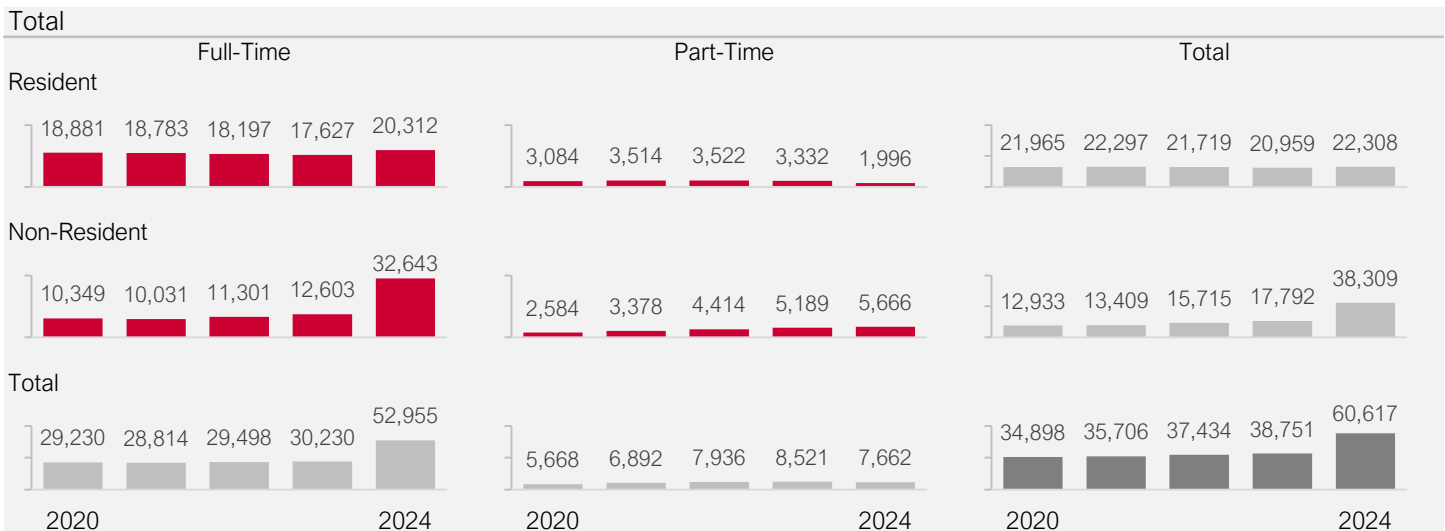 Total
Full-Time Part-Time Total
Resident
18,881 18,783 18,197 17,627 20,312 3,084 3,514 3,522 3,332 1,996 21,965 22,297 21,719 20,959 22,308
Non-Resident
10,349 10,031 11,301 12,603 32,643 2,584 3,378 4,414 5,189 5,666 12,933 13,409 15,715 17,792 38,309
Total
29,230 28,814 29,498 30,230 52,955 5,668 6,892 7,936 8,521 7,662 34,898 35,706 37,434 38,751 60,617
2020 2024 2020 2024 2020 2024